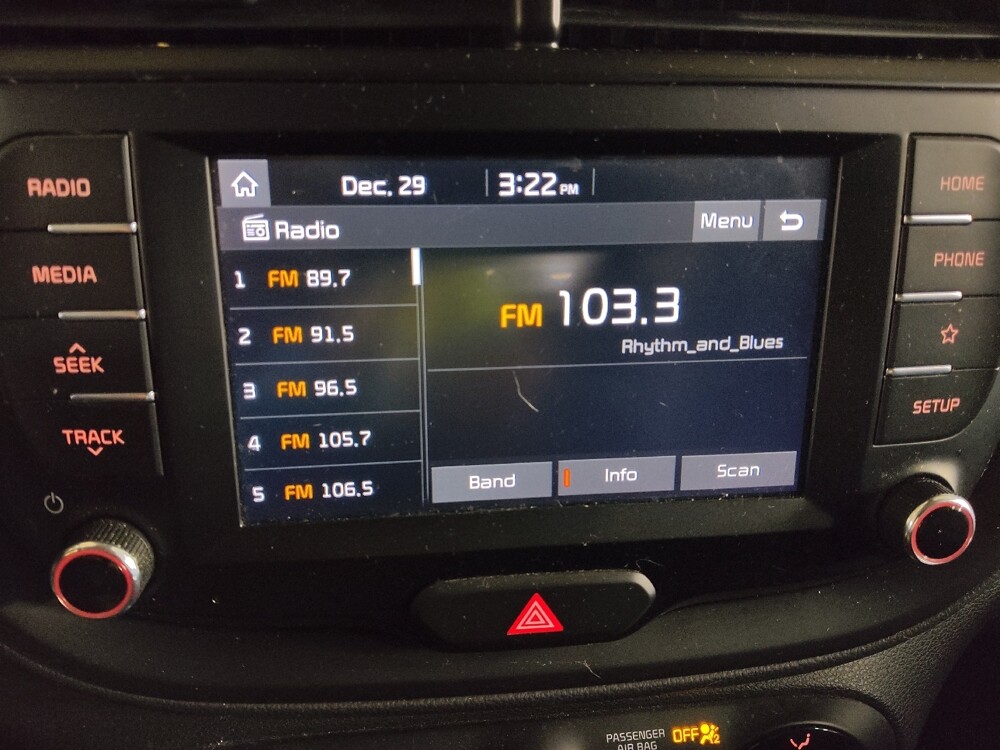 Dec. 29 3:22 PM
Radio Menu
1 FM 89.7
2 FM 91.5
3 FM 96.5
4 FM 105.7
5 FM 106.5
FM 103.3
Rhythm_and_Blues
Band Info Scan
RADIO
MEDIA
SEEK
TRACK
HOME
PHONE
SETUP
PASSENGER
AIR BAG
OFF
2